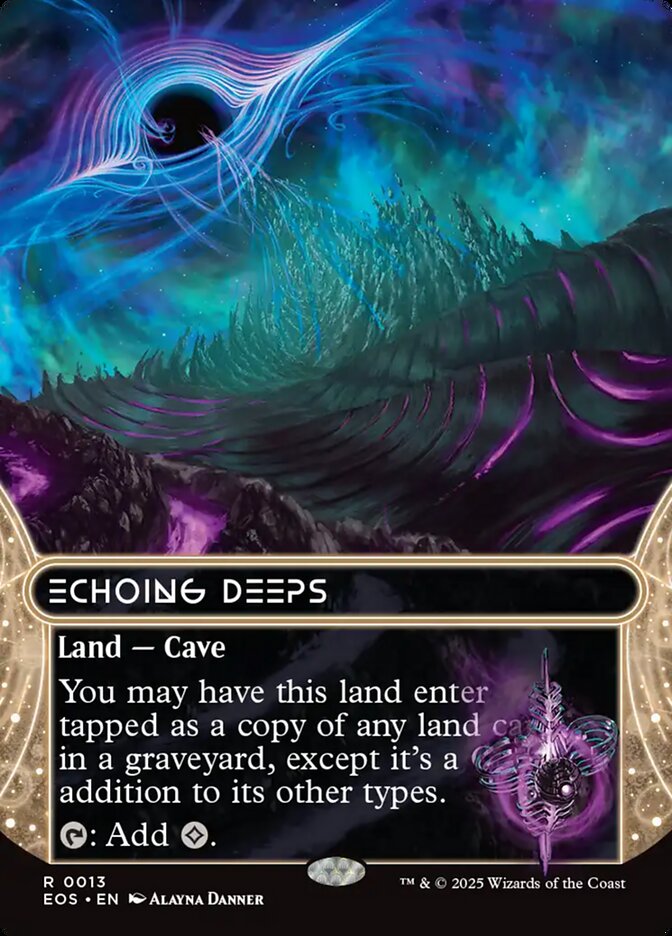 ECHOING DEEPS
Land — Cave
You may have this land enter
tapped as a copy of any land
in a graveyard, except it's a
addition to its other types.
: Add .
R 0013
EOS • EN Alayna Danner
™ & © 2025 Wizards of the Coast